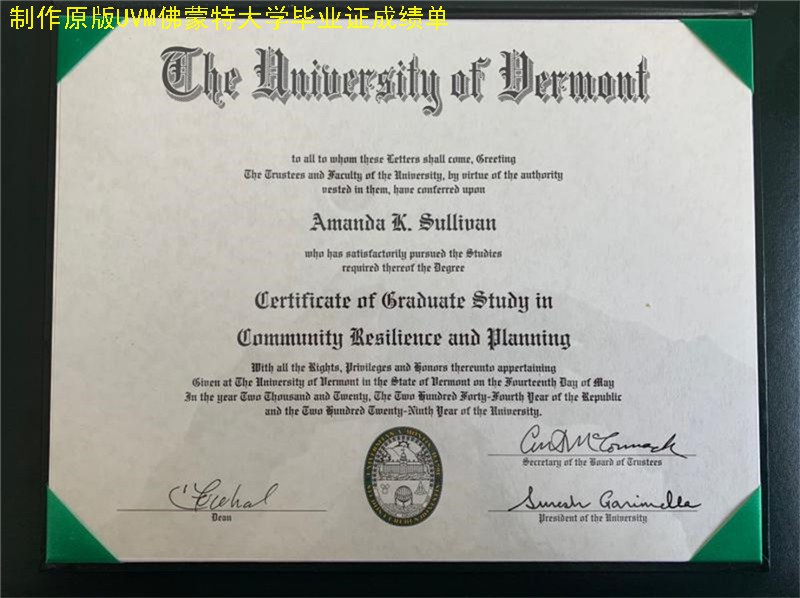 制作原版UVM佛蒙特大学毕业证成绩单
The University of Vermont
to all to whom these Letters shall come, Greeting
The Trustees and Faculty of the University, by virtue of the authority
vested in them, have conferred upon
Amanda K. Sullivan
who has satisfactorily pursued the Studies
required thereof the Degree
Certificate of Graduate Study in
Community Resilience and Planning
With all the Rights, Privileges and Honors thereunto appertaining
Given at The University of Vermont in the State of Vermont on the Fourteenth Day of May
In the year Two Thousand and Twenty, The Two Hundred Forty-Fourth Year of the Republic
and the Two Hundred Twenty-Ninth Year of the University.
Secretary of the Board of Trustees
Suresh Garimella
Dean
President of the University